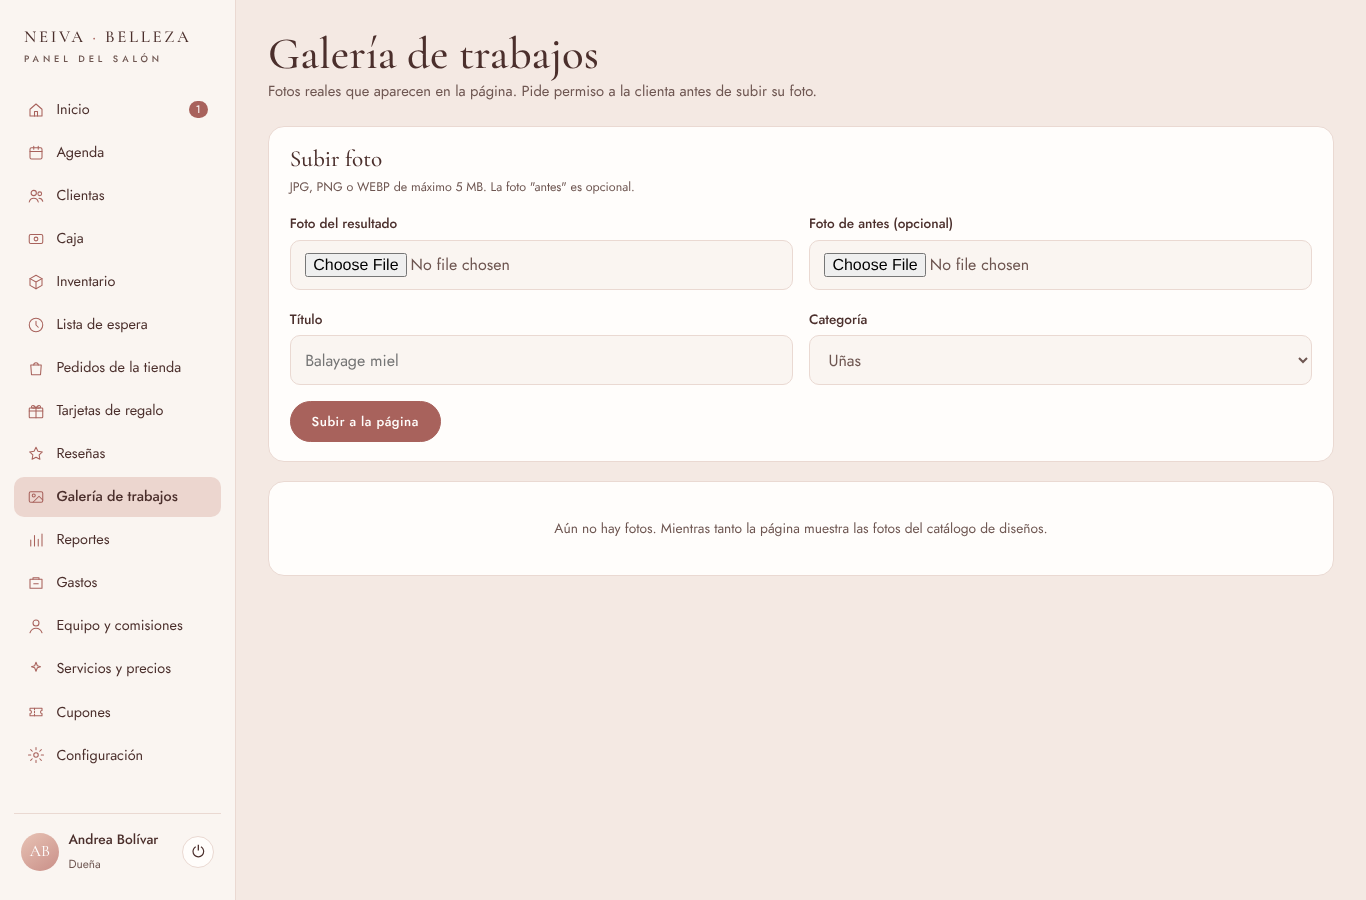 NEIVA · BELLEZA
PANEL DEL SALÓN
Inicio
1
Agenda
Clientas
Caja
Inventario
Lista de espera
Pedidos de la tienda
Tarjetas de regalo
Reseñas
Galería de trabajos
Reportes
Gastos
Equipo y comisiones
Servicios y precios
Cupones
Configuración
AB
Andrea Bolívar
Dueña
Galería de trabajos
Fotos reales que aparecen en la página. Pide permiso a la clienta antes de subir su foto.
Subir foto
JPG, PNG o WEBP de máximo 5 MB. La foto "antes" es opcional.
Foto del resultado
Choose File No file chosen
Foto de antes (opcional)
Choose File No file chosen
Título
Balayage miel
Categoría
Uñas
Subir a la página
Aún no hay fotos. Mientras tanto la página muestra las fotos del catálogo de diseños.